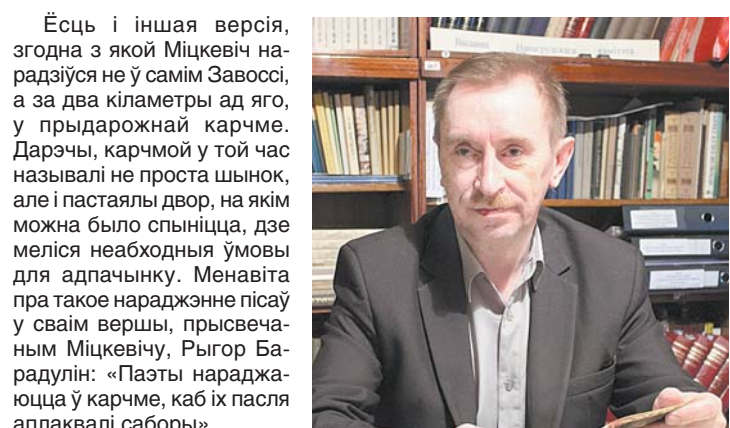 Ёсць і іншая версія,
згодна з якой Міцкевіч на-
радзіўся не ў самім Завоссі,
а за два кіламетры ад яго,
у прыдарожнай карчме.
Дарэчы, карчмой у той час
называлі не проста шынок,
але і пастаялы двор, на якім
можна было спыніцца, дзе
меліся неабходныя ўмовы
для адпачынку. Менавіта
пра такое нараджэнне пісаў
у сваім вершы, прысвеча-
ным Міцкевічу, Рыгор Ба-
радулін: «Паэты нараджа-
юцца ў карчме, каб іх пасля
аплаквалі саборы»